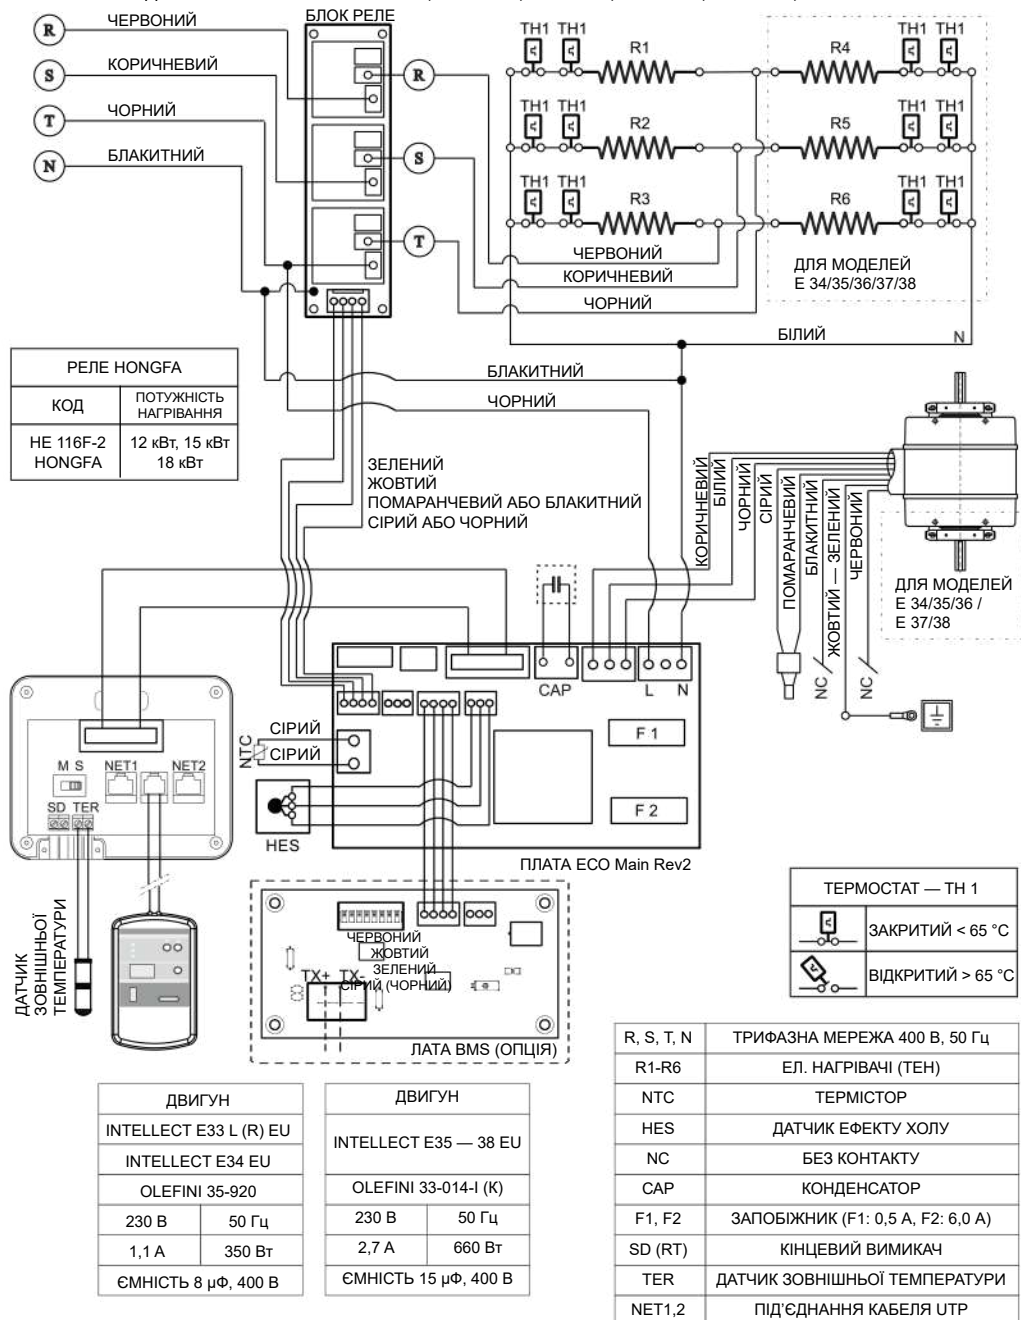 БЛОК РЕЛЕ
R ЧЕРВОНИЙ
S КОРИЧНЕВИЙ
T ЧОРНИЙ
N БЛАКИТНИЙ
R
S
T
TH1 TH1 R1 R4 TH1 TH1
TH1 TH1 R2 R5 TH1 TH1
TH1 TH1 R3 R6 TH1 TH1
ЧЕРВОНИЙ
КОРИЧНЕВИЙ
ЧОРНИЙ
ДЛЯ МОДЕЛЕЙ
E 34/35/36/37/38
БІЛИЙ N
БЛАКИТНИЙ
ЧОРНИЙ
РЕЛЕ HONGFA
КОД
ПОТУЖНІСТЬ
НАГРІВАННЯ
HE 116F-2
HONGFA
12 кВт, 15 кВт
18 кВт
ЗЕЛЕНИЙ
ЖОВТИЙ
ПОМАРАНЧЕВИЙ АБО БЛАКИТНИЙ
СІРИЙ АБО ЧОРНИЙ
КОРИЧНЕВИЙ
БІЛИЙ
ЧОРНИЙ
СІРИЙ
ПОМАРАНЧЕВИЙ
БЛАКИТНИЙ
ЖОВТИЙ — ЗЕЛЕНИЙ
ЧЕРВОНИЙ
ДЛЯ МОДЕЛЕЙ
E 34/35/36 /
E 37/38
NC
NC
CAP
L N
F 1
F 2
СІРИЙ
СІРИЙ
NTC
HES
ПЛАТА ECO Main Rev2
M S
NET1
NET2
SD TER
ДАТЧИК
ЗОВНІШНЬОЇ
ТЕМПЕРАТУРИ
ЧЕРВОНИЙ
ЖОВТИЙ
ЗЕЛЕНИЙ
СІРИЙ (ЧОРНИЙ)
TX+ TX-
ЛАТА BMS (ОПЦІЯ)
ТЕРМОСТАТ — TH 1
ЗАКРИТИЙ < 65 °C
ВІДКРИТИЙ > 65 °C
ДВИГУН
INTELLECT E33 L (R) EU
INTELLECT E34 EU
OLEFINI 35-920
230 В 50 Гц
1,1 А 350 Вт
ЄМНІСТЬ 8 µФ, 400 В
ДВИГУН
INTELLECT E35 — 38 EU
OLEFINI 33-014-I (K)
230 В 50 Гц
2,7 А 660 Вт
ЄМНІСТЬ 15 µФ, 400 В
R, S, T, N ТРИФАЗНА МЕРЕЖА 400 В, 50 Гц
R1-R6 ЕЛ. НАГРІВАЧІ (ТЕН)
NTC ТЕРМІСТОР
HES ДАТЧИК ЕФЕКТУ ХОЛУ
NC БЕЗ КОНТАКТУ
CAP КОНДЕНСАТОР
F1, F2 ЗАПОБІЖНИК (F1: 0,5 A, F2: 6,0 A)
SD (RT) КІНЦЕВИЙ ВИМИКАЧ
TER ДАТЧИК ЗОВНІШНЬОЇ ТЕМПЕРАТУРИ
NET1,2 ПІД'ЄДНАННЯ КАБЕЛЯ UTP